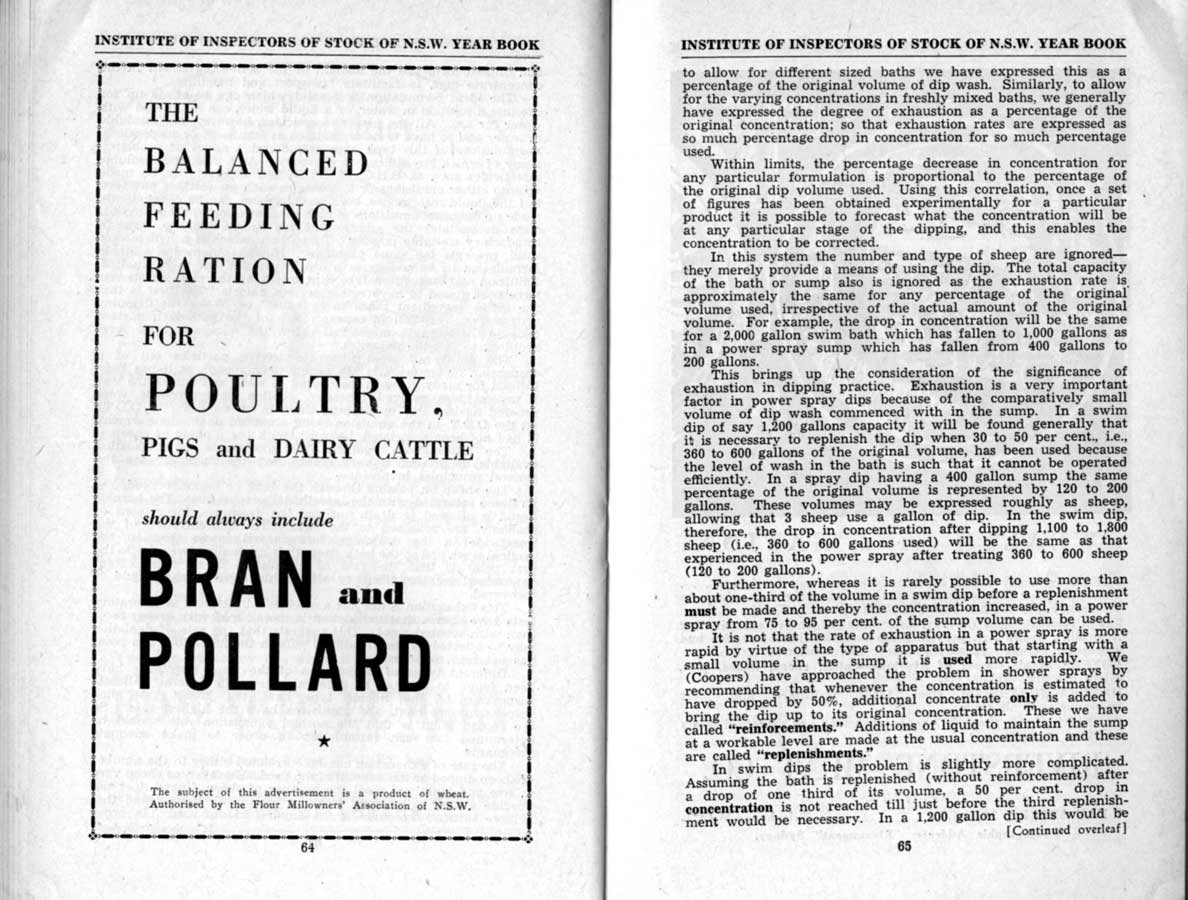 INSTITUTE OF INSPECTORS OF STOCK OF N.S.W. YEAR BOOK
THE
BALANCED
FEEDING
RATION
FOR
POULTRY,
PIGS and DAIRY CATTLE
should always include
BRAN and
POLLARD
★
The subject of this advertisement is a product of wheat.
Authorised by the Flour Millowners' Association of N.S.W.
64
INSTITUTE OF INSPECTORS OF STOCK OF N.S.W. YEAR BOOK
to allow for different sized baths we have expressed this as a
percentage of the original volume of dip wash. Similarly, to allow
for the varying concentrations in freshly mixed baths, we generally
have expressed the degree of exhaustion as a percentage of the
original concentration; so that exhaustion rates are expressed as
so much percentage drop in concentration for so much percentage
used.
Within limits, the percentage decrease in concentration for
any particular formulation is proportional to the percentage of
the original dip volume used. Using this correlation, once a set
of figures has been obtained experimentally for a particular
product it is possible to forecast what the concentration will be
at any particular stage of the dipping, and this enables the
concentration to be corrected.
In this system the number and type of sheep are ignored—
they merely provide a means of using the dip. The total capacity
of the bath or sump also is ignored as the exhaustion rate is
approximately the same for any percentage of the original
volume used, irrespective of the actual amount of the original
volume. For example, the drop in concentration will be the same
for a 2,000 gallon swim bath which has fallen to 1,000 gallons as
in a power spray sump which has fallen from 400 gallons to
200 gallons.
This brings up the consideration of the significance of
exhaustion in dipping practice. Exhaustion is a very important
factor in power spray dips because of the comparatively small
volume of dip wash commenced with in the sump. In a swim
dip of say 1,200 gallons capacity it will be found generally that
it is necessary to replenish the dip when 30 to 50 per cent., i.e.,
360 to 600 gallons of the original volume, has been used because
the level of wash in the bath is such that it cannot be operated
efficiently. In a spray dip having a 400 gallon sump the same
percentage of the original volume is represented by 120 to 200
gallons. These volumes may be expressed roughly as sheep,
allowing that 3 sheep use a gallon of dip. In the swim dip,
therefore, the drop in concentration after dipping 1,100 to 1,800
sheep (i.e., 360 to 600 gallons used) will be the same as that
experienced in the power spray after treating 360 to 600 sheep
(120 to 200 gallons).
Furthermore, whereas it is rarely possible to use more than
about one-third of the volume in a swim dip before a replenishment
must be made and thereby the concentration increased, in a power
spray from 75 to 95 per cent. of the sump volume can be used.
It is not that the rate of exhaustion in a power spray is more
rapid by virtue of the type of apparatus but that starting with a
small volume in the sump it is used more rapidly. We
(Coopers) have approached the problem in shower sprays by
recommending that whenever the concentration is estimated to
have dropped by 50%, additional concentrate only is added to
bring the dip up to its original concentration. These we have
called "reinforcements." Additions of liquid to maintain the sump
at a workable level are made at the usual concentration and these
are called "replenishments."
In swim dips the problem is slightly more complicated.
Assuming the bath is replenished (without reinforcement) after
a drop of one third of its volume, a 50 per cent. drop in
concentration is not reached till just before the third replenish-
ment would be necessary. In a 1,200 gallon dip this would be
[Continued overleaf]
65